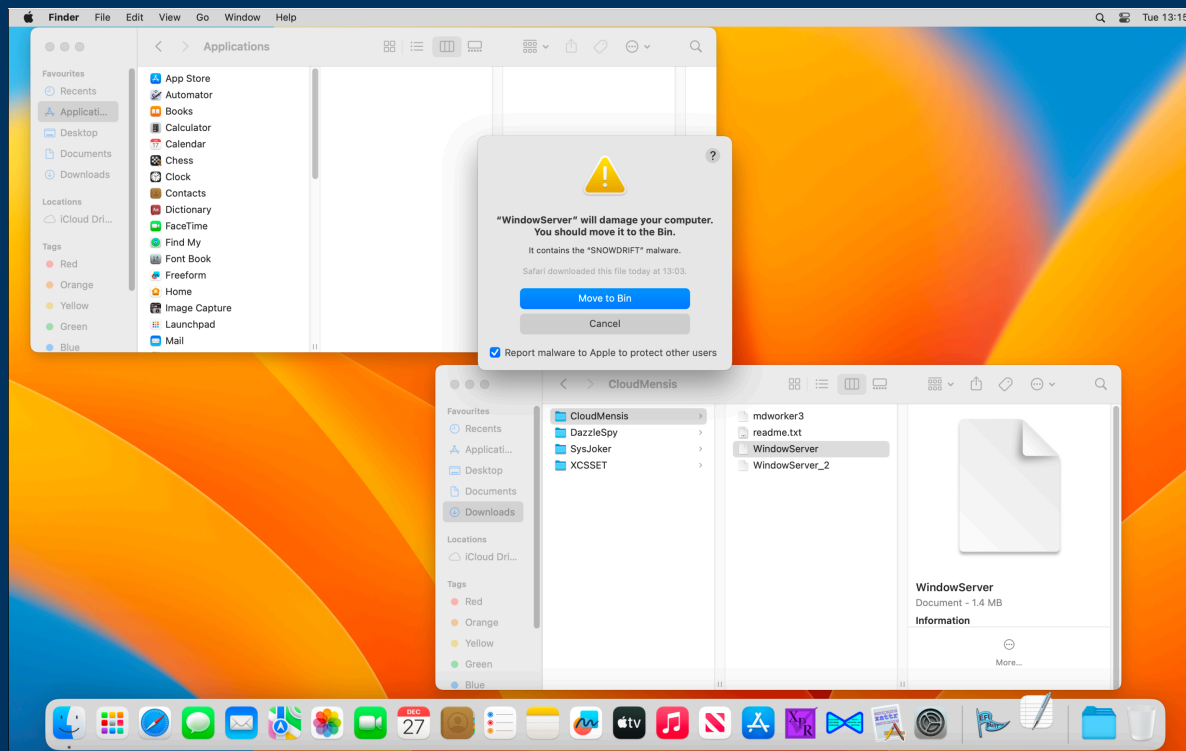 Finder File Edit View Go Window Help
Tue 13:15
Applications
Favourites
Recents
Applicati...
Desktop
Documents
Downloads
Locations
iCloud Dri...
Tags
Red
Orange
Yellow
Green
Blue
App Store
Automator
Books
Calculator
Calendar
Chess
Clock
Contacts
Dictionary
FaceTime
Find My
Font Book
Freeform
Home
Image Capture
Launchpad
Mail
?
“WindowServer” will damage your computer.
You should move it to the Bin.
It contains the “SNOWDRIFT” malware.
Safari downloaded this file today at 13:03.
Move to Bin
Cancel
Report malware to Apple to protect other users
CloudMensis
Favourites
Recents
Applicati...
Desktop
Documents
Downloads
Locations
iCloud Dri...
Tags
Red
Orange
Yellow
Green
Blue
CloudMensis
DazzleSpy
SysJoker
XCSSET
mdworker3
readme.txt
WindowServer
WindowServer_2
WindowServer
Document - 1.4 MB
Information
More...
DEC
27
tv
xattr